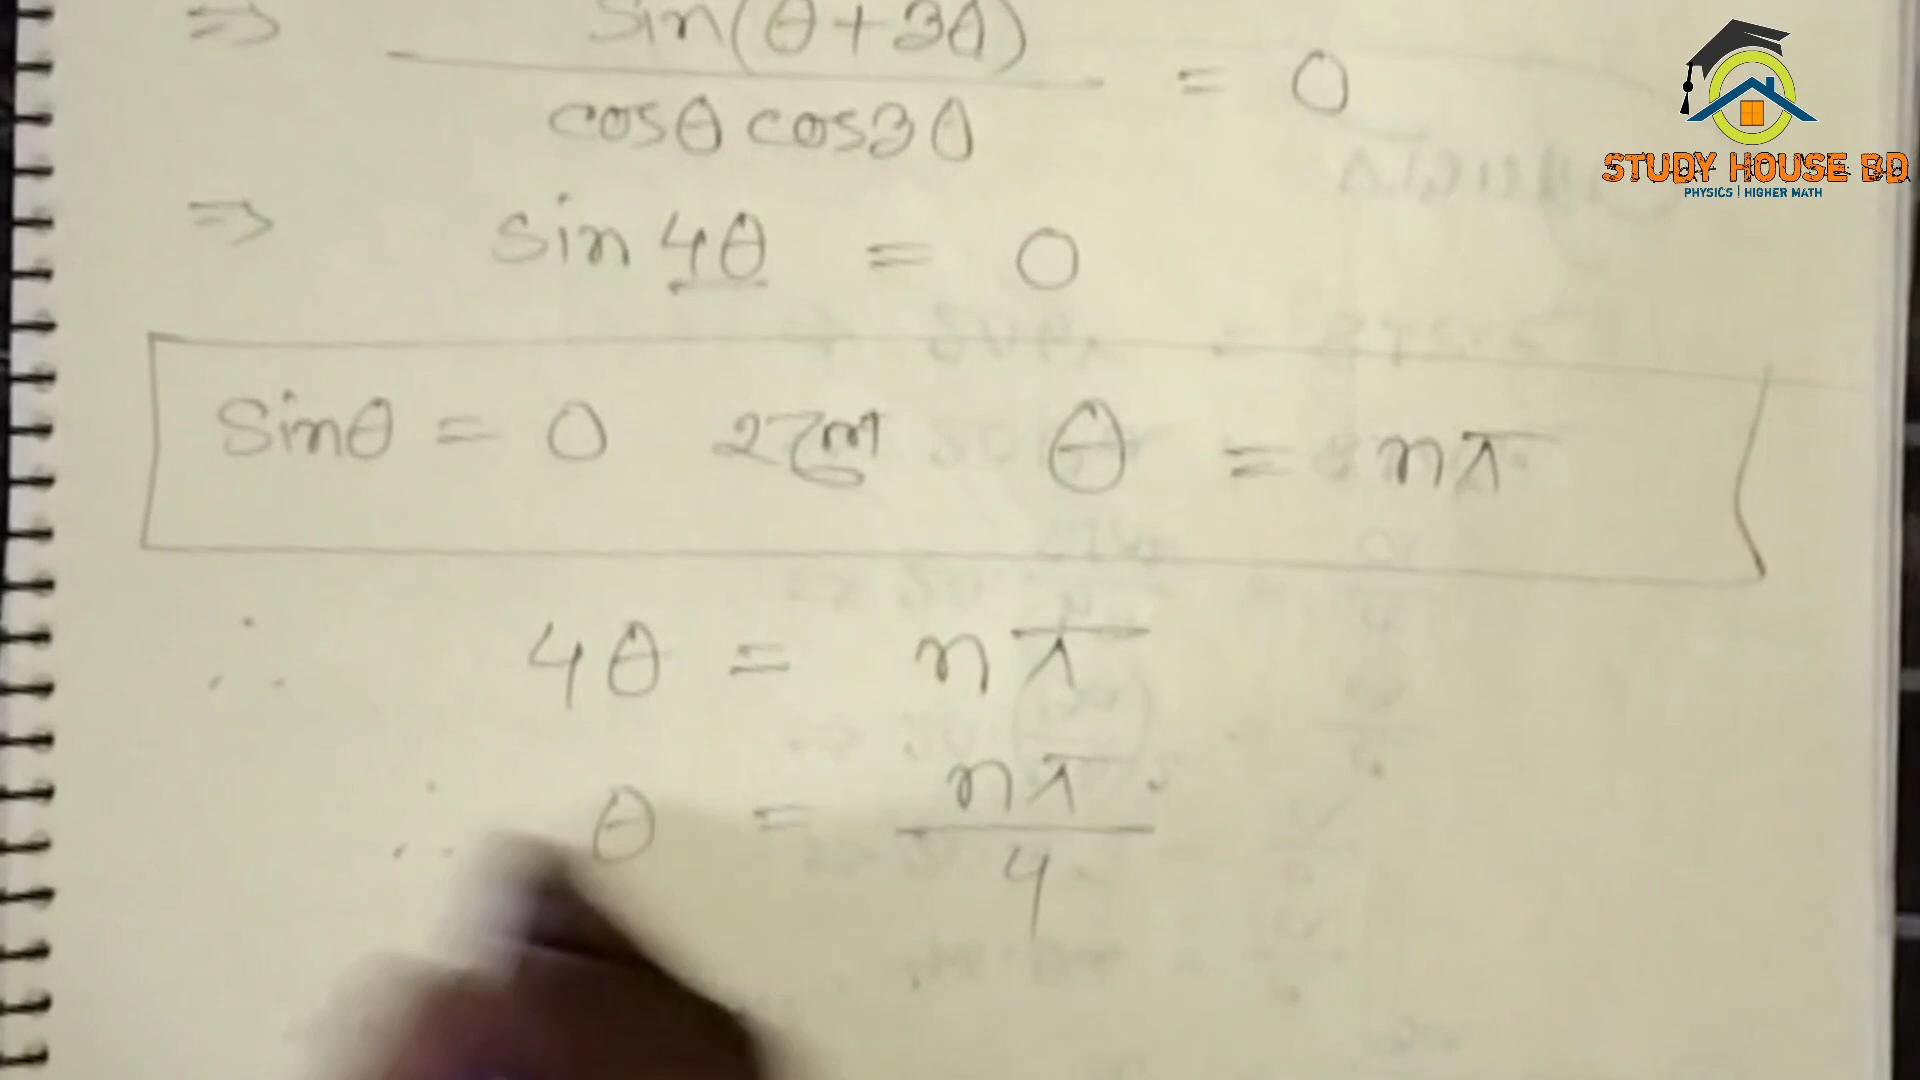 ⇒ sin(θ+3θ) / cosθ cos3θ = 0
⇒ sin 4θ = 0
Sinθ = 0 হলে θ = nπ
∴ 4θ = nπ
∴ θ = nπ / 4
STUDY HOUSE BD
PHYSICS | HIGHER MATH